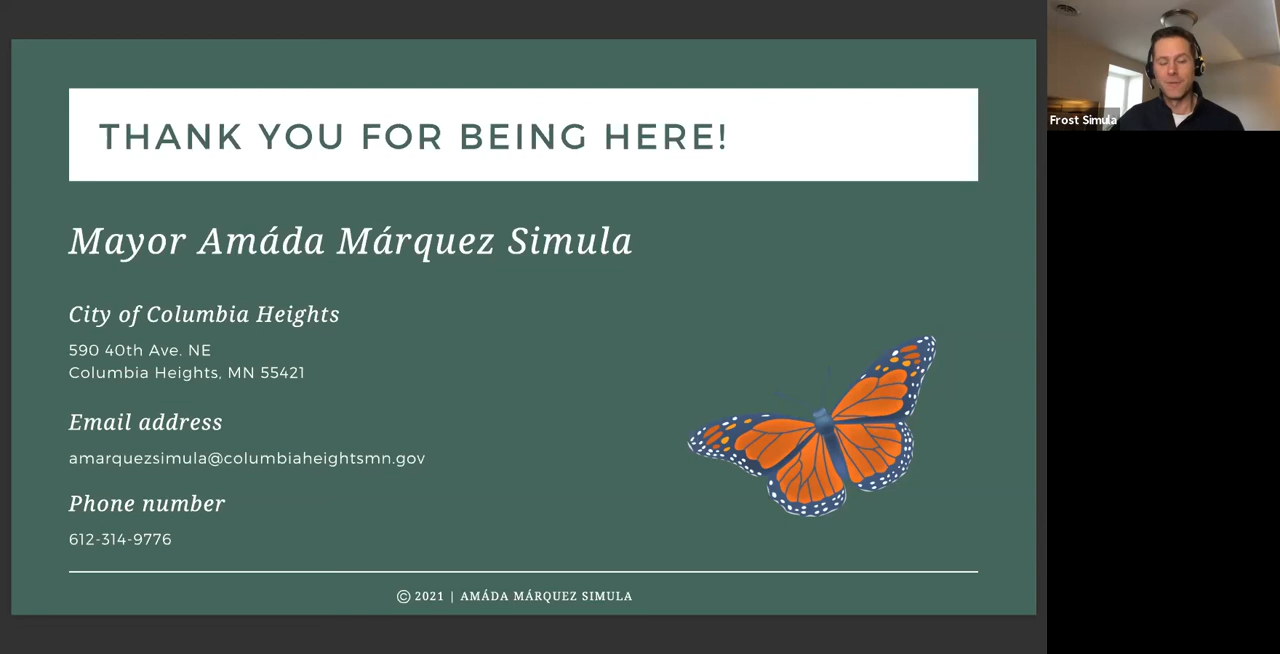 THANK YOU FOR BEING HERE!
Mayor Amáda Márquez Simula
City of Columbia Heights
590 40th Ave. NE
Columbia Heights, MN 55421
Email address
amarquezsimula@columbiaheightsmn.gov
Phone number
612-314-9776
© 2021 | AMÁDA MÁRQUEZ SIMULA
Frost Simula